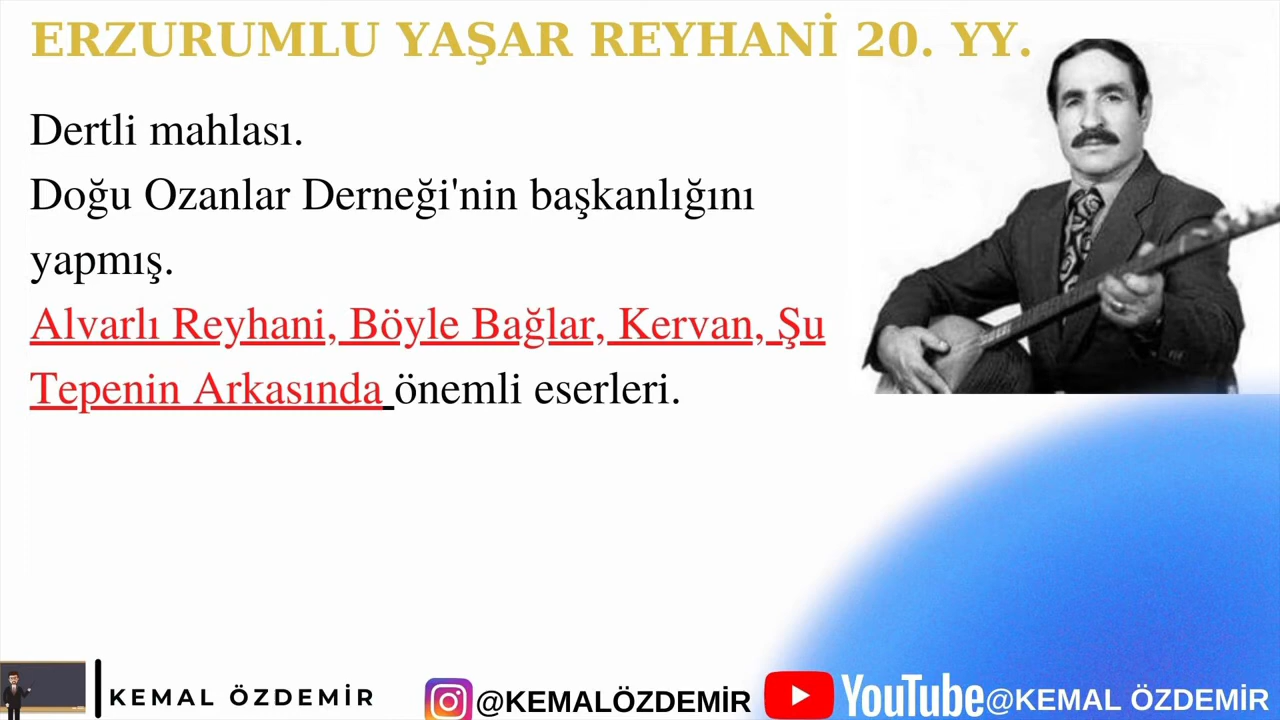 ERZURUMLU YAŞAR REYHANİ 20. YY.
Dertli mahlası.
Doğu Ozanlar Derneği'nin başkanlığını
yapmış.
Alvarlı Reyhani, Böyle Bağlar, Kervan, Şu
Tepenin Arkasında önemli eserleri.
KEMAL ÖZDEMİR
@KEMALÖZDEMİR
YouTube@KEMAL ÖZDEMİR